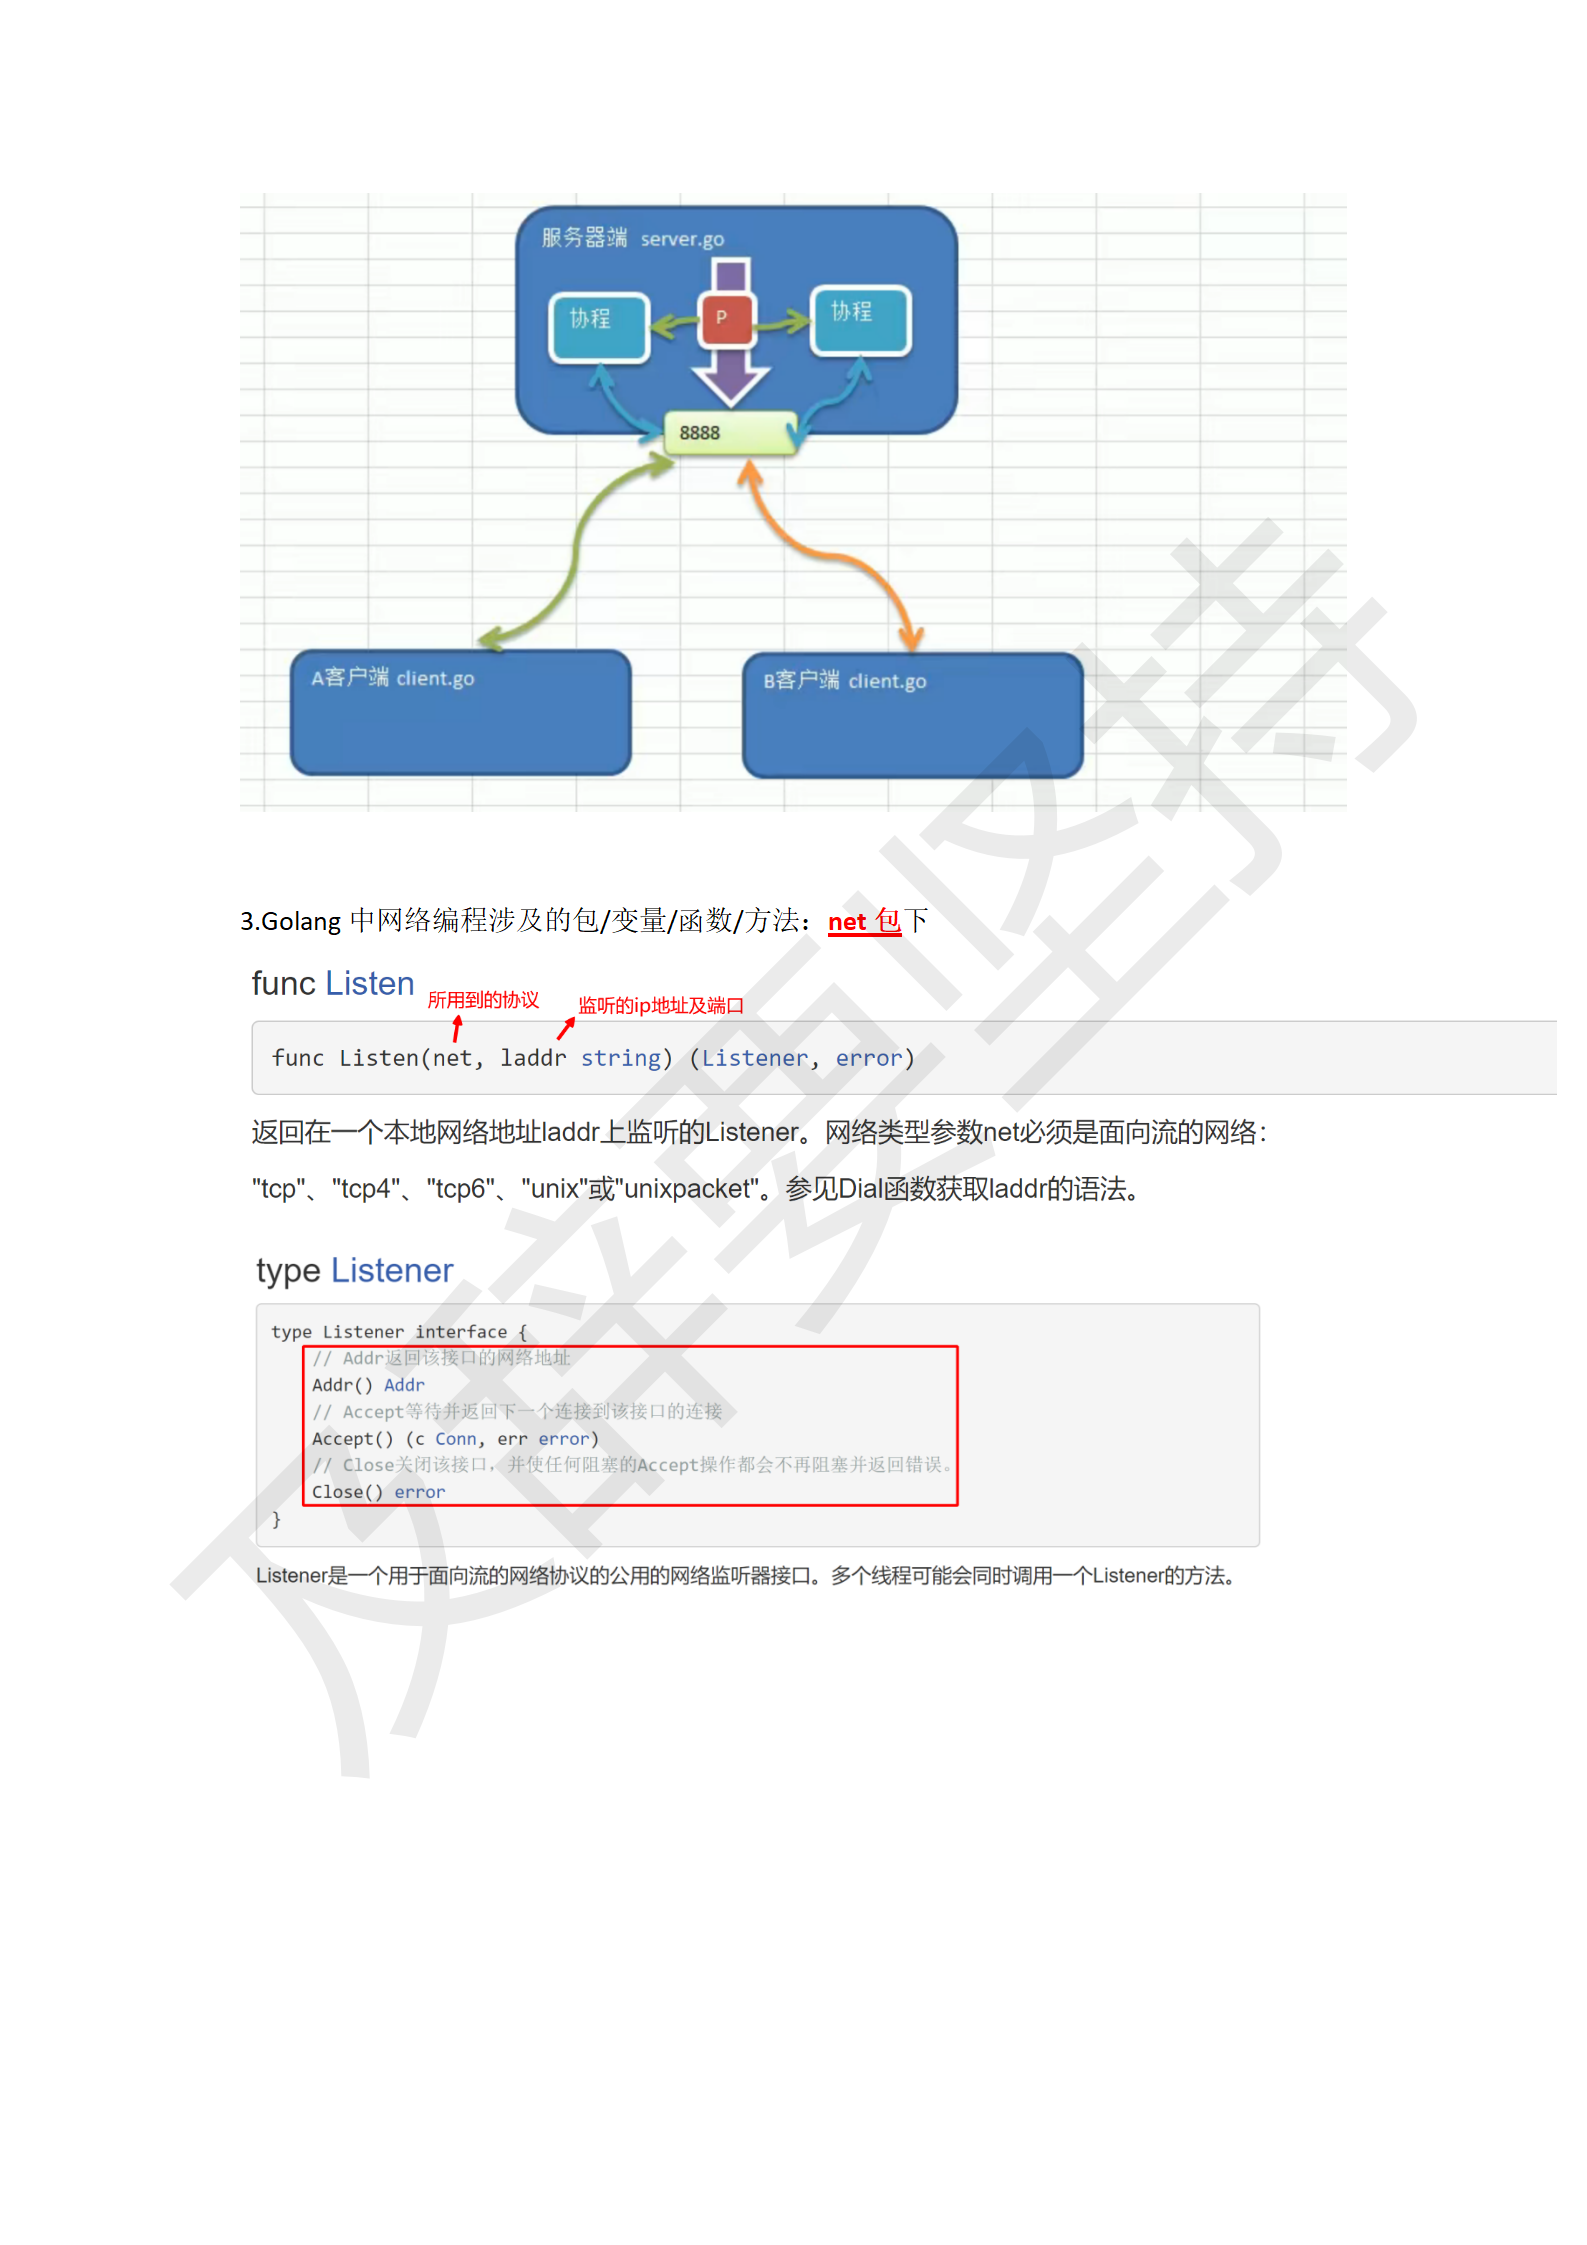 服务器端 server.go
协程
P
协程
8888
A客户端 client.go
B客户端 client.go
3.Golang 中网络编程涉及的包/变量/函数/方法：net 包下
func Listen
所用到的协议
监听的ip地址及端口
func Listen(net, laddr string) (Listener, error)
返回在一个本地网络地址laddr上监听的Listener。网络类型参数net必须是面向流的网络：
"tcp"、"tcp4"、"tcp6"、"unix"或"unixpacket"。参见Dial函数获取laddr的语法。
type Listener
type Listener interface {
// Addr返回该接口的网络地址
Addr() Addr
// Accept等待并返回下一个连接到该接口的连接
Accept() (c Conn, err error)
// Close关闭该接口，并使任何阻塞的Accept操作都会不再阻塞并返回错误。
Close() error
}
Listener是一个用于面向流的网络协议的公用的网络监听器接口。多个线程可能会同时调用一个Listener的方法。
及辞要坚持